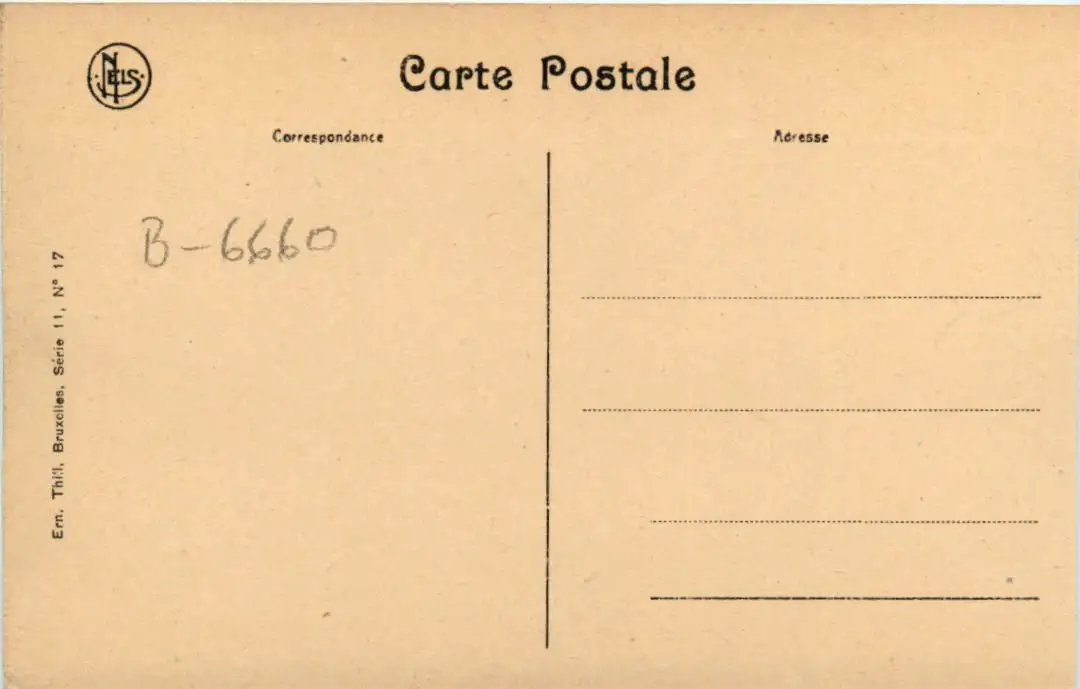 NELS
Carte Postale
Correspondance
Adresse
B-6660
Ern. Thill, Bruxelles, Série 11, N° 17